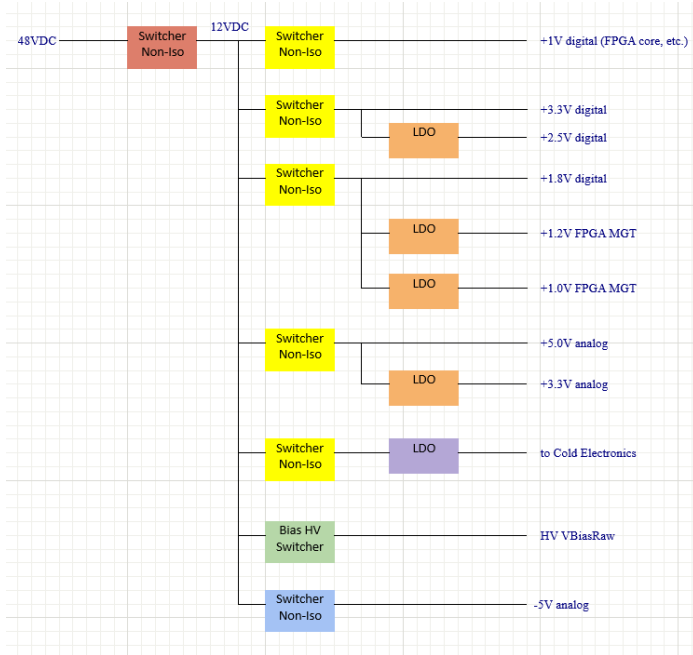 12VDC
48VDC
Switcher
Non-Iso
Switcher
Non-Iso
+1V digital (FPGA core, etc.)
Switcher
Non-Iso
+3.3V digital
LDO
+2.5V digital
Switcher
Non-Iso
+1.8V digital
LDO
+1.2V FPGA MGT
LDO
+1.0V FPGA MGT
Switcher
Non-Iso
+5.0V analog
LDO
+3.3V analog
Switcher
Non-Iso
LDO
to Cold Electronics
Bias HV
Switcher
HV VBiasRaw
Switcher
Non-Iso
-5V analog